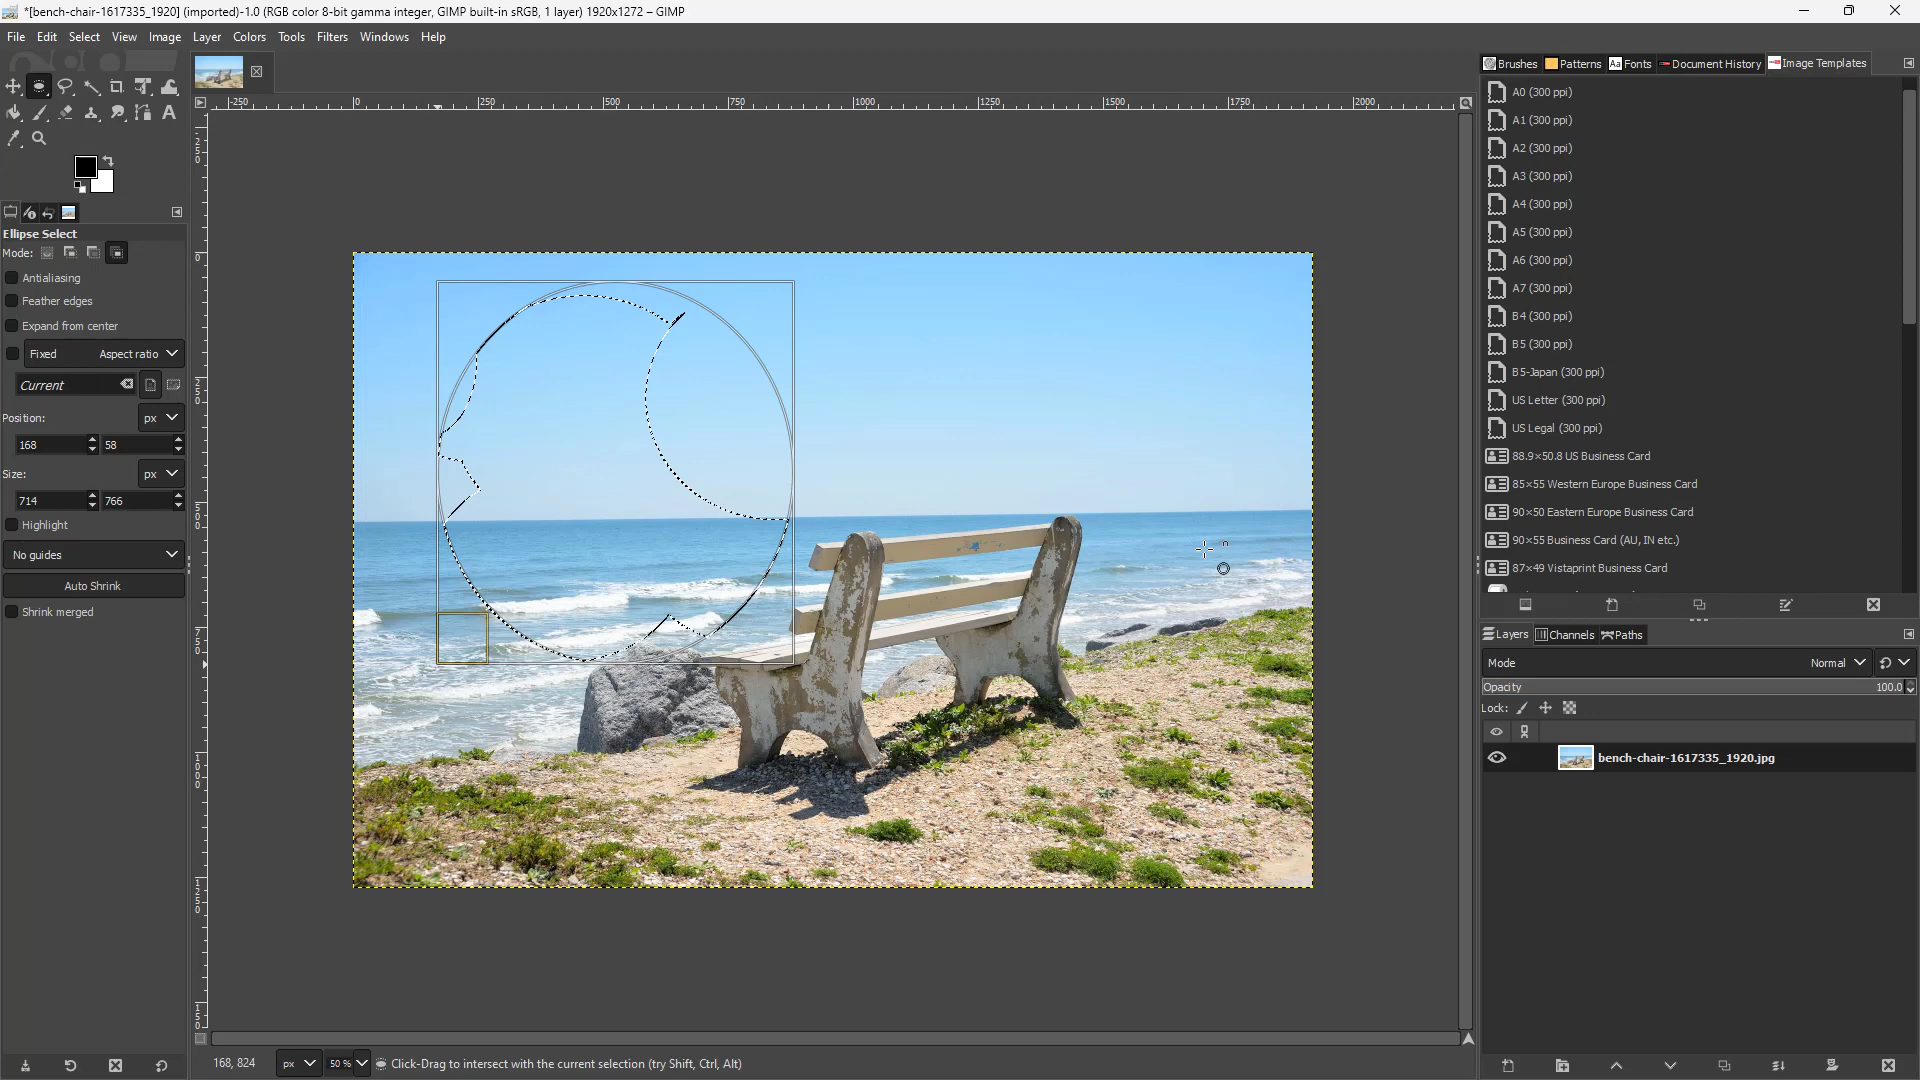 *[bench-chair-1617335_1920] (imported)-1.0 (RGB color 8-bit gamma integer, GIMP built-in sRGB, 1 layer) 1920x1272 – GIMP
File Edit Select View Image Layer Colors Tools Filters Windows Help
Brushes Patterns Aa Fonts Document History Image Templates
-250 0 250 500 750 1000 1250 1500 1750 2000
Ellipse Select
Mode:
Antialiasing
Feather edges
Expand from center
Fixed Aspect ratio
Current
Position: px
168 58
Size: px
714 766
Highlight
No guides
Auto Shrink
Shrink merged
250
0
250
500
750
1000
1250
150
A0 (300 ppi)
A1 (300 ppi)
A2 (300 ppi)
A3 (300 ppi)
A4 (300 ppi)
A5 (300 ppi)
A6 (300 ppi)
A7 (300 ppi)
B4 (300 ppi)
B5 (300 ppi)
B5-Japan (300 ppi)
US Letter (300 ppi)
US Legal (300 ppi)
88.9×50.8 US Business Card
85×55 Western Europe Business Card
90×50 Eastern Europe Business Card
90×55 Business Card (AU, IN etc.)
87×49 Vistaprint Business Card
Layers Channels Paths
Mode Normal
Opacity 100.0
Lock:
bench-chair-1617335_1920.jpg
168, 824 px 50 % Click-Drag to intersect with the current selection (try Shift, Ctrl, Alt)